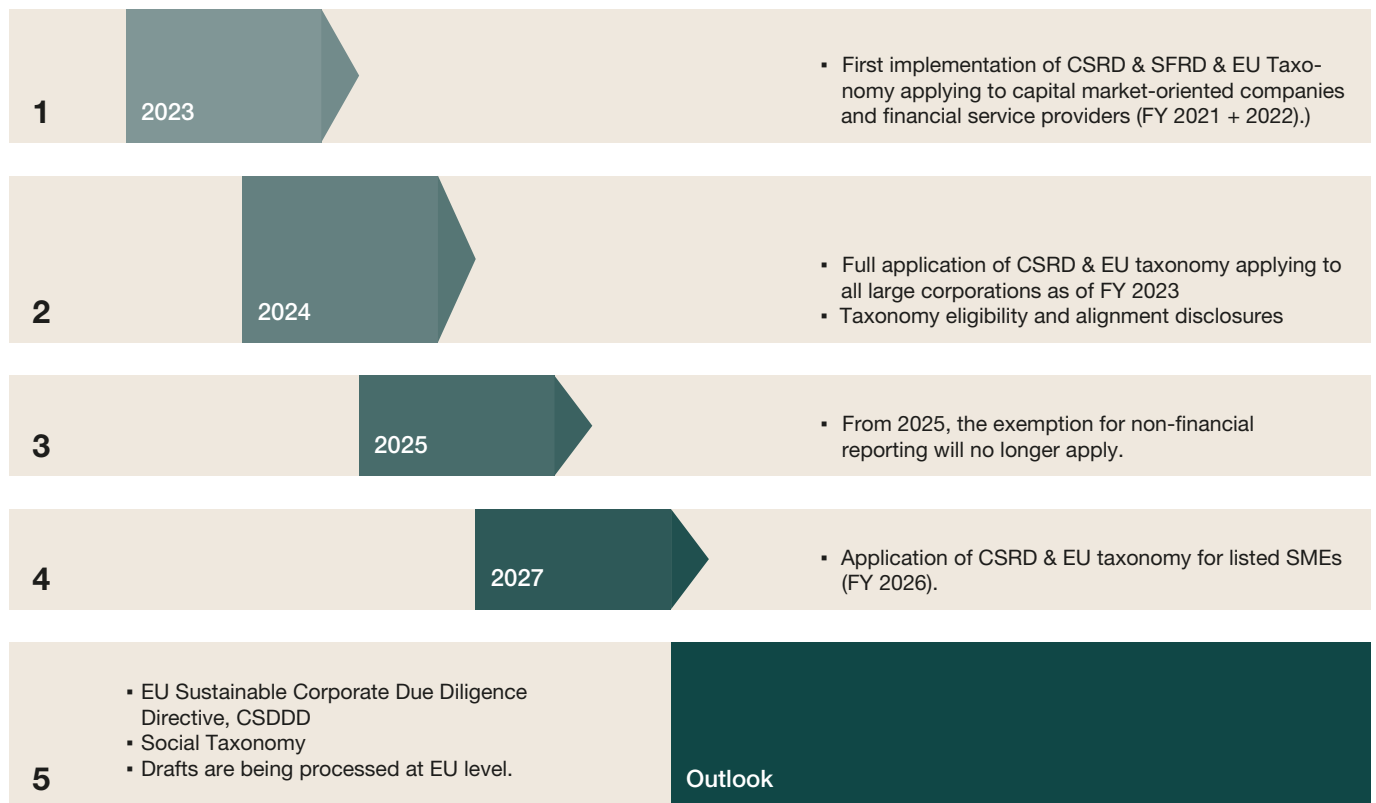 1
2023
▪ First implementation of CSRD & SFRD & EU Taxo-
nomy applying to capital market-oriented companies
and financial service providers (FY 2021 + 2022).)
2
2024
▪ Full application of CSRD & EU taxonomy applying to
all large corporations as of FY 2023
▪ Taxonomy eligibility and alignment disclosures
3
2025
▪ From 2025, the exemption for non-financial
reporting will no longer apply.
4
2027
▪ Application of CSRD & EU taxonomy for listed SMEs
(FY 2026).
5
▪ EU Sustainable Corporate Due Diligence
Directive, CSDDD
▪ Social Taxonomy
▪ Drafts are being processed at EU level.
Outlook